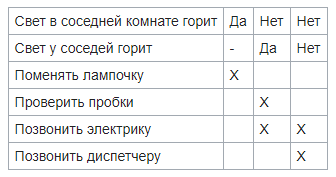 Свет в соседней комнате горит Да Нет Нет
Свет у соседей горит - Да Нет
Поменять лампочку X
Проверить пробки X
Позвонить электрику X X
Позвонить диспетчеру X